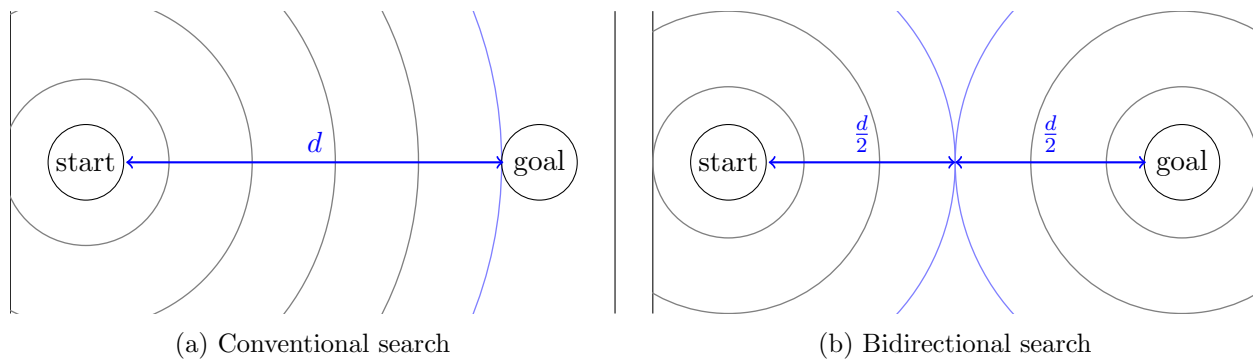 start
d
goal
start
d/2
d/2
goal
(a) Conventional search
(b) Bidirectional search